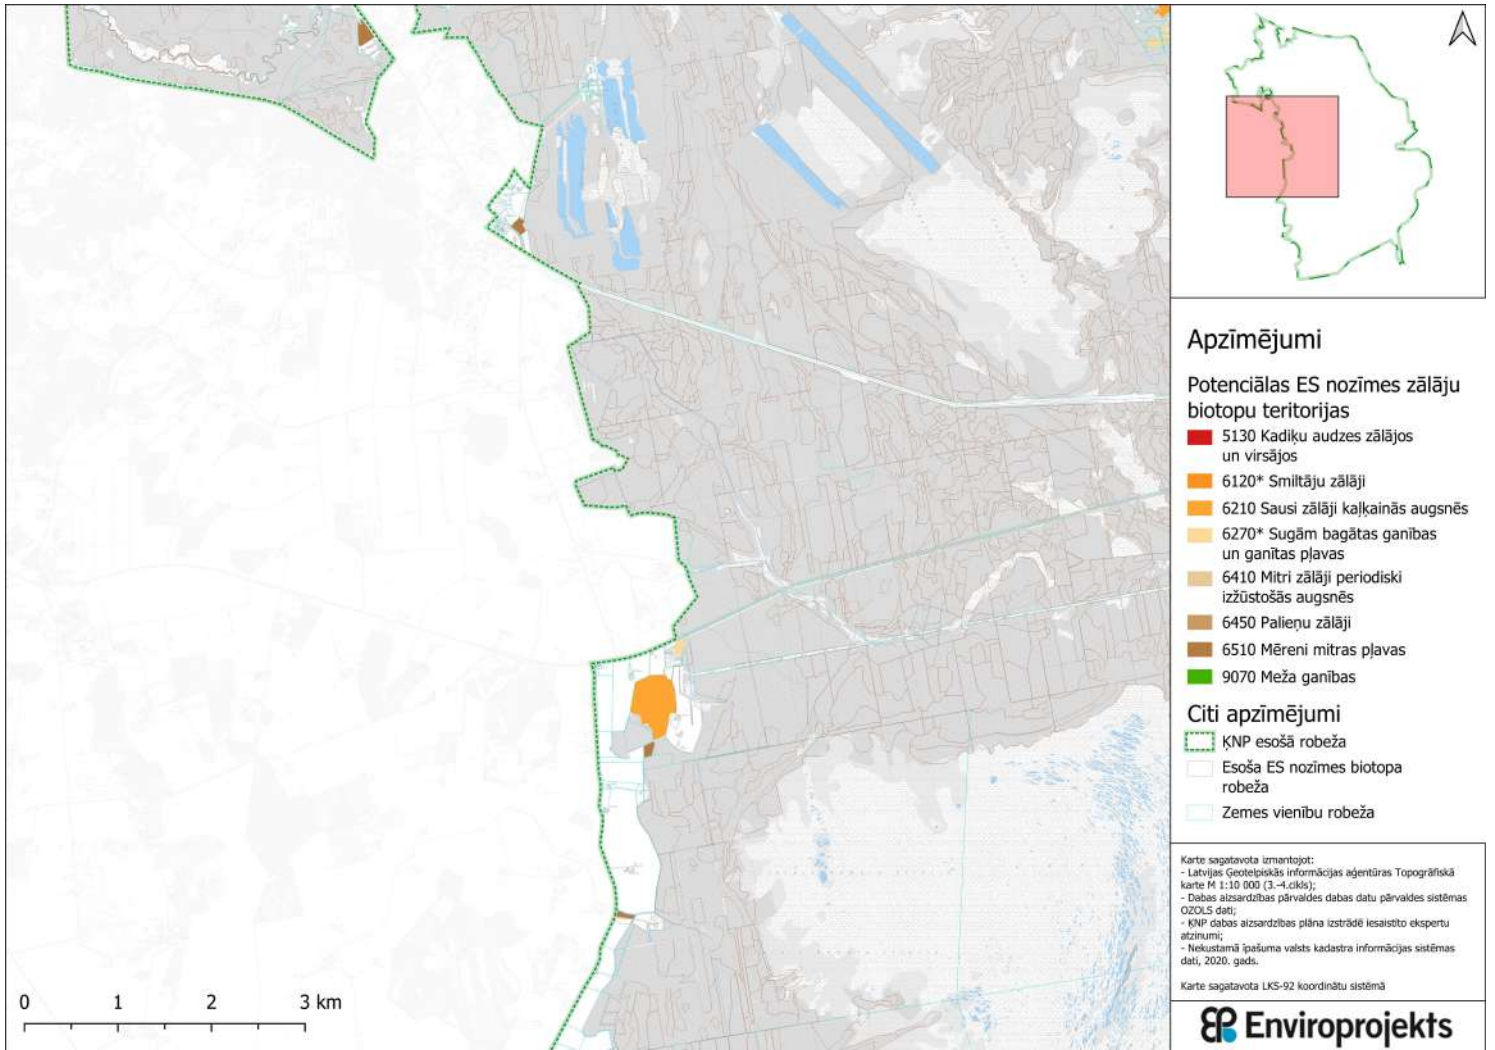 Apzīmējumi
Potenciālas ES nozīmes zālāju
biotopu teritorijas
5130 Kadiķu audzes zālājos
un virsājos
6120* Smiltāju zālāji
6210 Sausi zālāji kaļķainās augsnēs
6270* Sugām bagātas ganības
un ganītas pļavas
6410 Mitri zālāji periodiski
izžūstošās augsnēs
6450 Palieņu zālāji
6510 Mēreni mitras pļavas
9070 Meža ganības
Citi apzīmējumi
ĶNP esošā robeža
Esoša ES nozīmes biotopa
robeža
Zemes vienību robeža
Karte sagatavota izmantojot:
- Latvijas Ģeotelpiskās informācijas aģentūras Topogrāfiskā
karte M 1:10 000 (3.-4.cikls);
- Dabas aizsardzības pārvaldes dabas datu pārvaldes sistēmas
OZOLS dati;
- ĶNP dabas aizsardzības plāna izstrādē iesaistīto ekspertu
atzinumi;
- Nekustamā īpašuma valsts kadastra informācijas sistēmas
dati, 2020. gads.
Karte sagatavota LKS-92 koordinātu sistēmā
Enviroprojekts
0 1 2 3 km